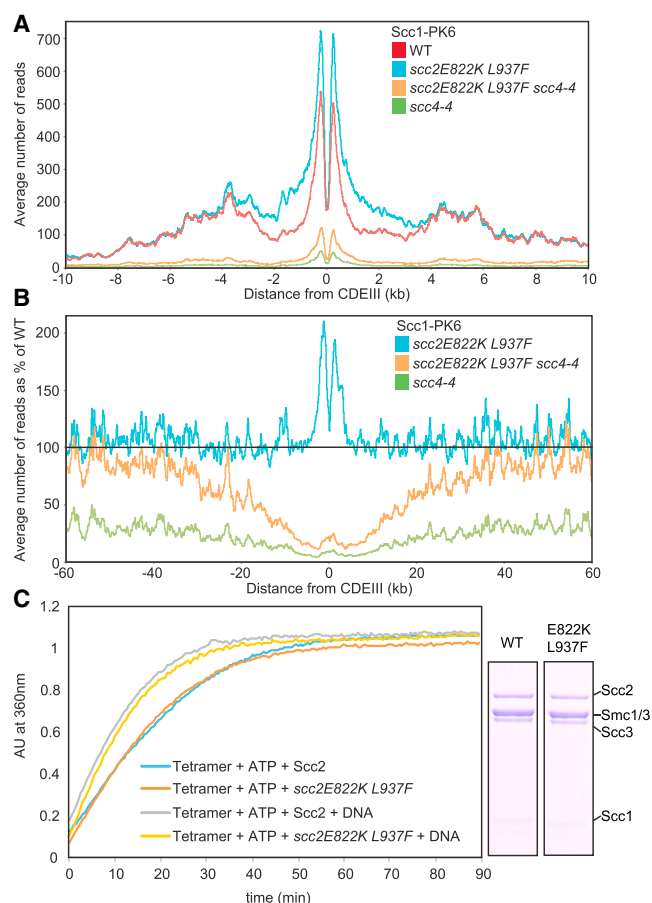 A
Average number of reads
700
600
500
400
300
200
100
0
-10
-8
-6
-4
-2
0
2
4
6
8
10
Distance from CDEIII (kb)
Scc1-PK6
WT
scc2E822K L937F
scc2E822K L937F scc4-4
scc4-4
B
Average number of reads as % of WT
200
150
100
50
0
-60
-40
-20
0
20
40
60
Distance from CDEIII (kb)
Scc1-PK6
scc2E822K L937F
scc2E822K L937F scc4-4
scc4-4
C
AU at 360nm
1.2
1
0.8
0.6
0.4
0.2
0
0
10
20
30
40
50
60
70
80
90
time (min)
Tetramer + ATP + Scc2
Tetramer + ATP + scc2E822K L937F
Tetramer + ATP + Scc2 + DNA
Tetramer + ATP + scc2E822K L937F + DNA
WT
E822K
L937F
Scc2
Smc1/3
Scc3
Scc1